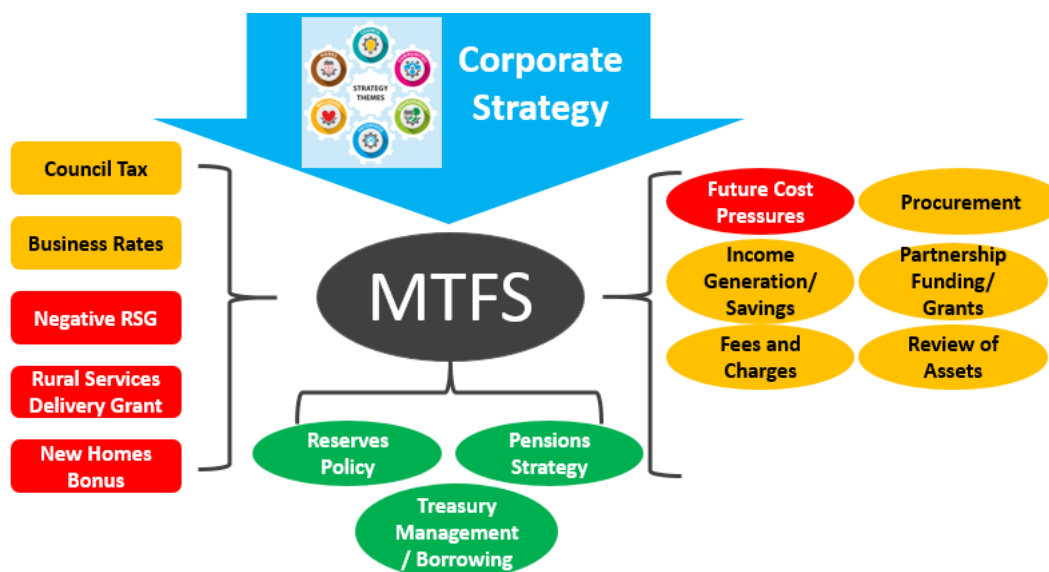 Corporate
Strategy
STRATEGY
THEMES
Council Tax
Business Rates
Negative RSG
Rural Services
Delivery Grant
New Homes
Bonus
MTFS
Future Cost
Pressures
Procurement
Income
Generation/
Savings
Partnership
Funding/
Grants
Fees and
Charges
Review of
Assets
Reserves
Policy
Pensions
Strategy
Treasury
Management
/ Borrowing